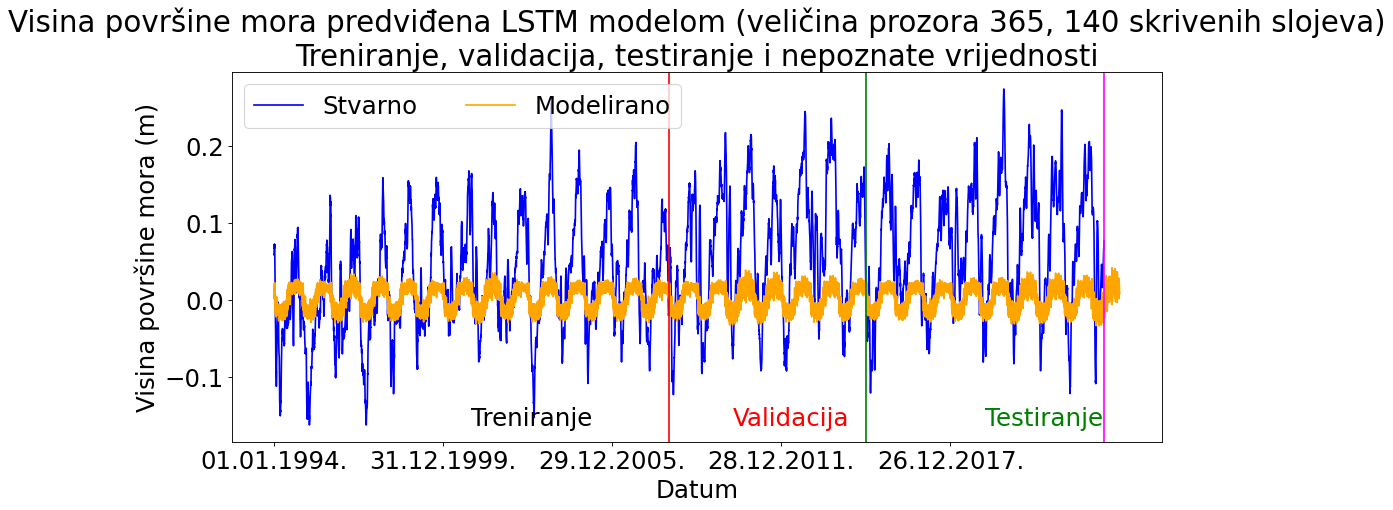 Visina površine mora predviđena LSTM modelom (veličina prozora 365, 140 skrivenih slojeva)
Treniranje, validacija, testiranje i nepoznate vrijednosti
Stvarno Modelirano
Visina površine mora (m)
0.2
0.1
0.0
−0.1
Treniranje Validacija Testiranje
01.01.1994. 31.12.1999. 29.12.2005. 28.12.2011. 26.12.2017.
Datum